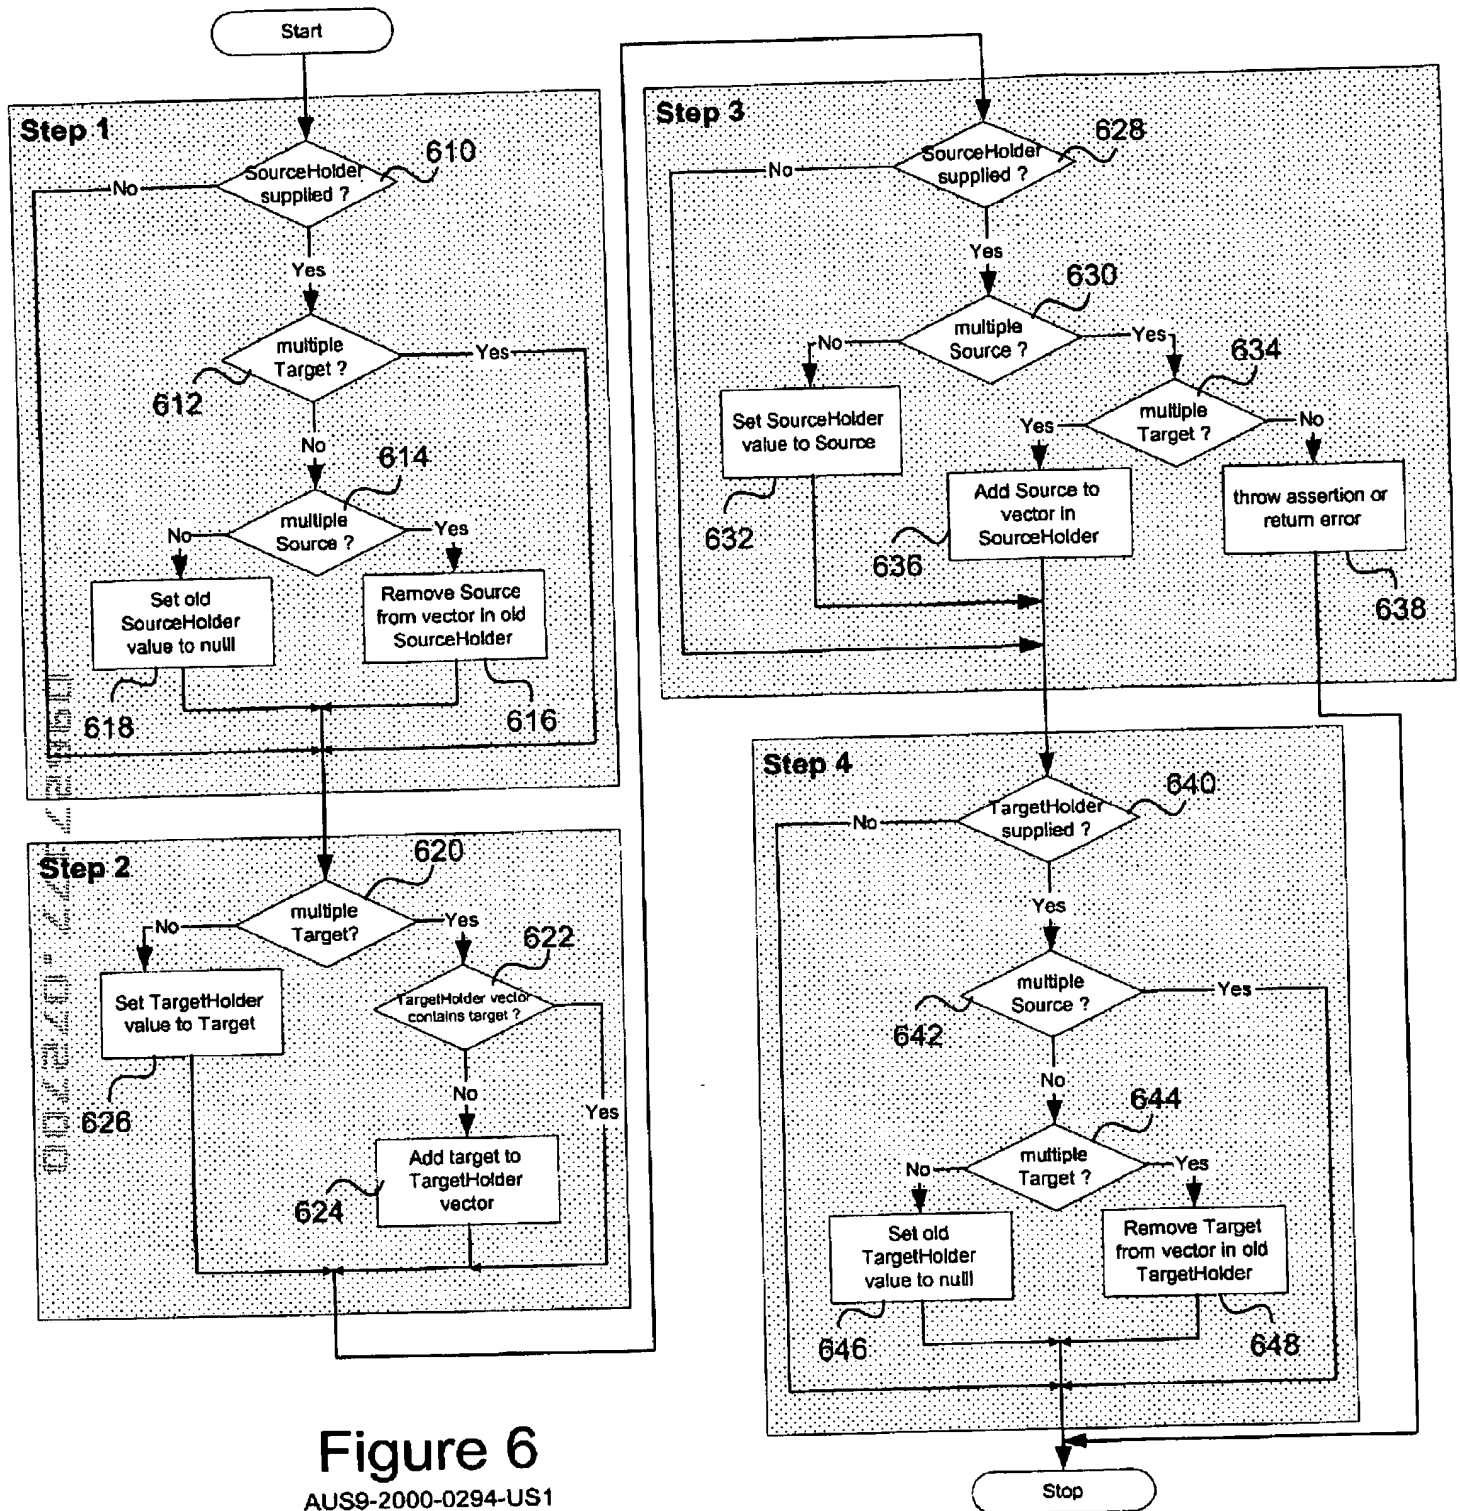 Start
Step 1
SourceHolder
supplied ?
610
No
Yes
multiple
Target ?
612
Yes
No
614
multiple
Source ?
No
Yes
Set old
SourceHolder
value to nulll
618
Remove Source
from vector in old
SourceHolder
616
Step 2
620
multiple
Target?
No
Yes
622
TargetHolder vector
contains target ?
Set TargetHolder
value to Target
626
No
Yes
Add target to
TargetHolder
vector
624
Step 3
SourceHolder
supplied ?
628
No
Yes
630
multiple
Source ?
No
Yes
634
multiple
Target ?
Yes
No
Set SourceHolder
value to Source
632
Add Source to
vector in
SourceHolder
636
throw assertion or
return error
638
Step 4
TargetHolder
supplied ?
640
No
Yes
multiple
Source ?
642
Yes
No
644
multiple
Target ?
No
Yes
Set old
TargetHolder
value to nulll
646
Remove Target
from vector in old
TargetHolder
648
Stop
Figure 6
AUS9-2000-0294-US1